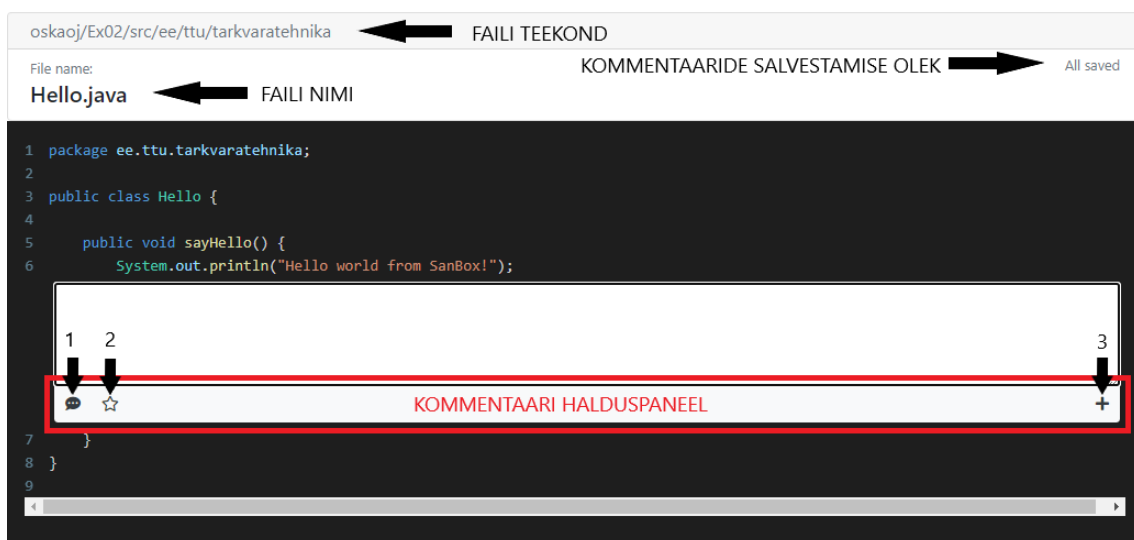 oskaoj/Ex02/src/ee/ttu/tarkvaratehnika FAILI TEEKOND
File name: KOMMENTAARIDE SALVESTAMISE OLEK All saved
Hello.java FAILI NIMI
1 package ee.ttu.tarkvaratehnika;
2
3 public class Hello {
4
5 public void sayHello() {
6 System.out.println("Hello world from SanBox!");
1 2 3
KOMMENTAARI HALDUSPANEEL
7 }
8 }
9